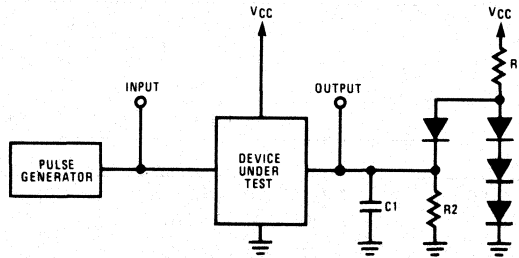 VCC
VCC
R
INPUT
OUTPUT
PULSE
GENERATOR
DEVICE
UNDER
TEST
C1
R2